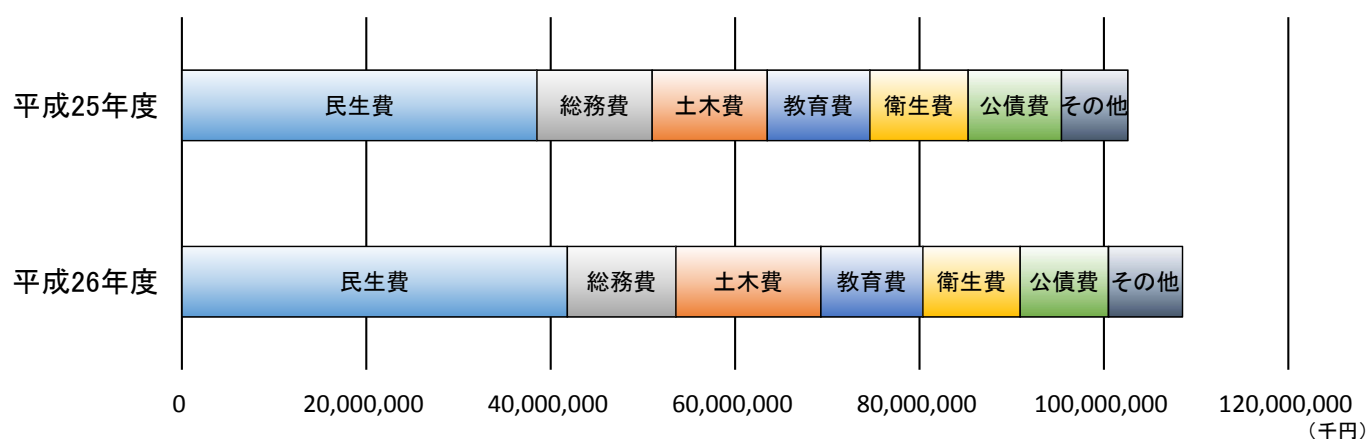 平成25年度
民生費 総務費 土木費 教育費 衛生費 公債費 その他
平成26年度
民生費 総務費 土木費 教育費 衛生費 公債費 その他
0 20,000,000 40,000,000 60,000,000 80,000,000 100,000,000 120,000,000
（千円）